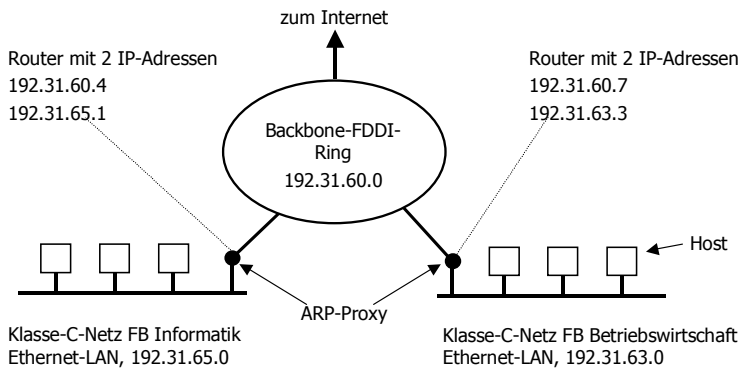 zum Internet
Router mit 2 IP-Adressen
192.31.60.4
192.31.65.1
Router mit 2 IP-Adressen
192.31.60.7
192.31.63.3
Backbone-FDDI-
Ring
192.31.60.0
Host
ARP-Proxy
Klasse-C-Netz FB Informatik
Ethernet-LAN, 192.31.65.0
Klasse-C-Netz FB Betriebswirtschaft
Ethernet-LAN, 192.31.63.0